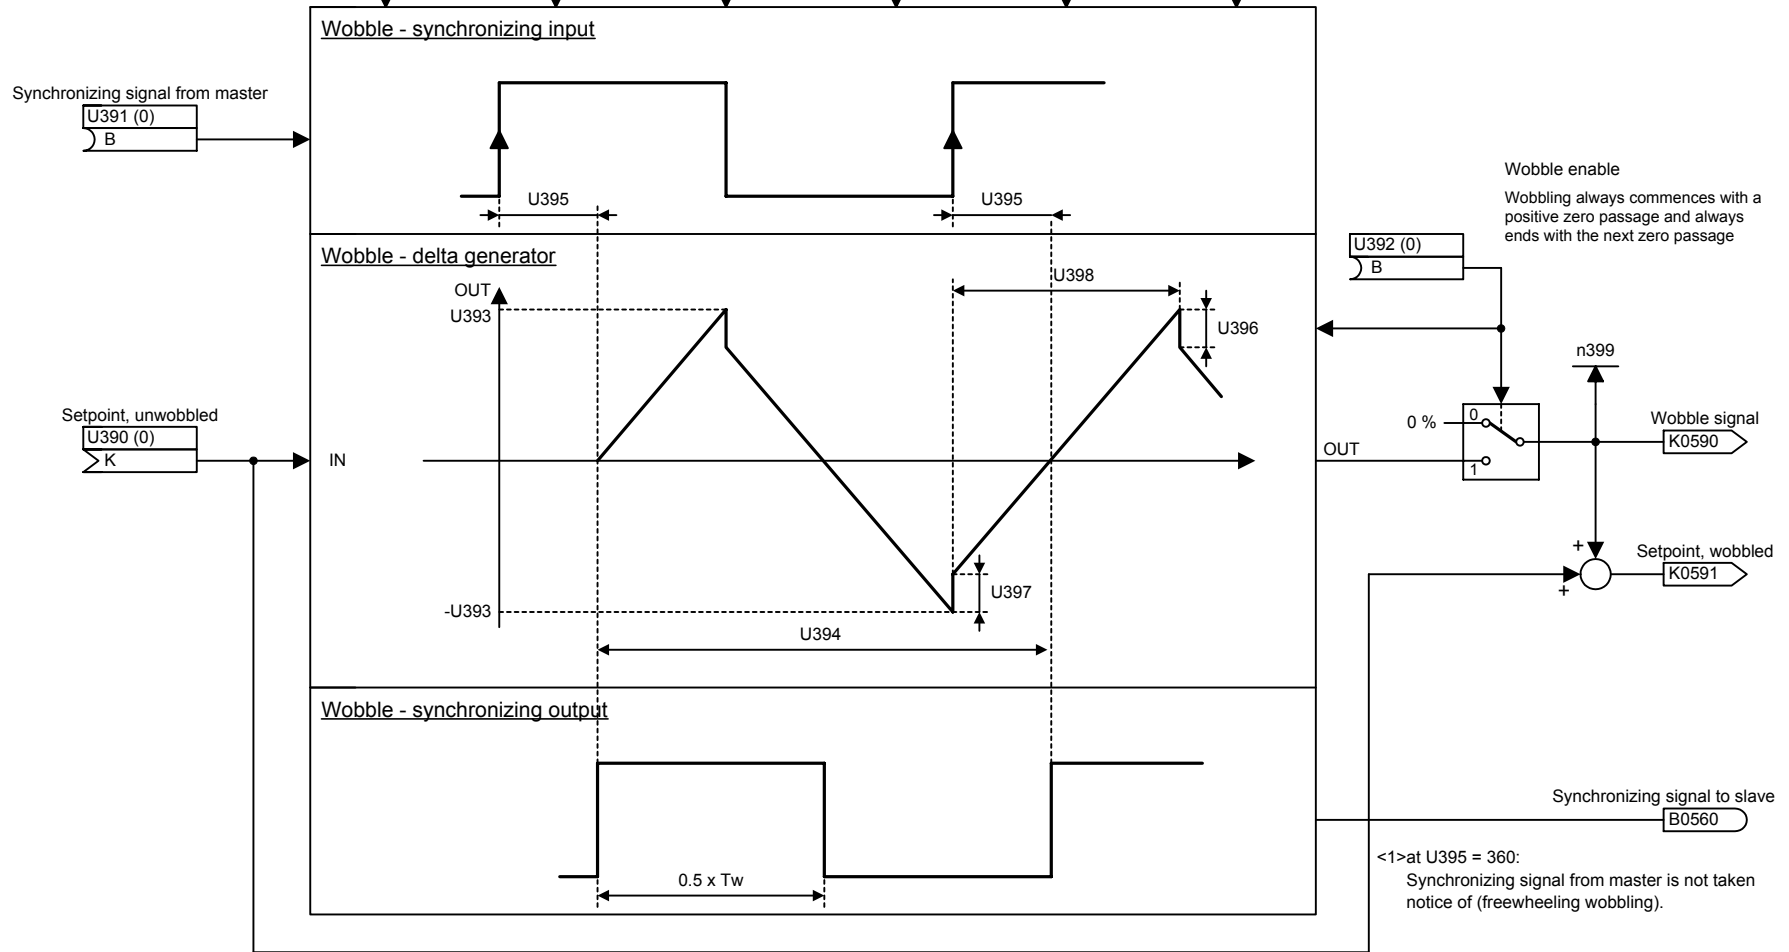 Wobble - synchronizing input
Synchronizing signal from master
U391 (0)
B
U395
U395
Wobble enable
Wobbling always commences with a
positive zero passage and always
ends with the next zero passage
U392 (0)
B
Wobble - delta generator
OUT
U393
U398
U396
n399
Setpoint, unwobbled
U390 (0)
K
IN
0 %
0
1
OUT
Wobble signal
K0590
+
+
Setpoint, wobbled
K0591
U397
-U393
U394
Wobble - synchronizing output
0.5 x Tw
Synchronizing signal to slave
B0560
<1>at U395 = 360:
Synchronizing signal from master is not taken
notice of (freewheeling wobbling).